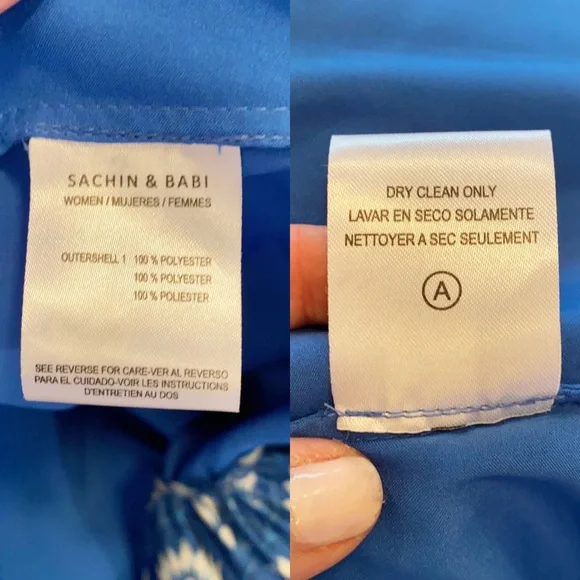 SACHIN & BABI
WOMEN / MUJERES / FEMMES
OUTERSHELL 1 100 % POLYESTER
100 % POLYESTER
100 % POLIESTER
SEE REVERSE FOR CARE-VER AL REVERSO
PARA EL CUIDADO-VOIR LES INSTRUCTIONS
D'ENTRETIEN AU DOS
DRY CLEAN ONLY
LAVAR EN SECO SOLAMENTE
NETTOYER A SEC SEULEMENT
A